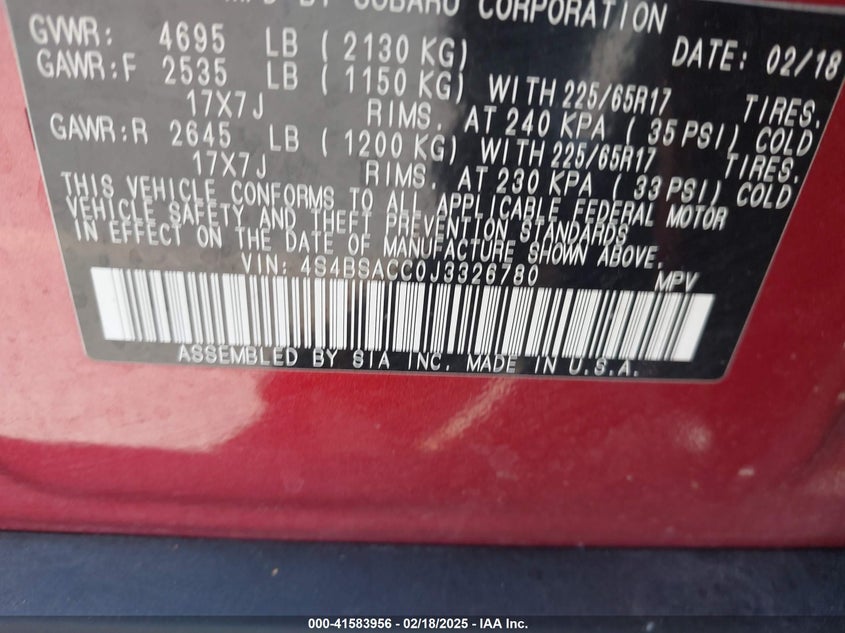 MFD BY SUBARU CORPORATION
GVWR: 4695 LB ( 2130 KG) DATE: 02/18
GAWR:F 2535 LB ( 1150 KG) WITH 225/65R17 TIRES.
17X7J RIMS. AT 240 KPA ( 35 PSI) COLD
GAWR:R 2645 LB ( 1200 KG) WITH 225/65R17 TIRES.
17X7J RIMS. AT 230 KPA ( 33 PSI) COLD
THIS VEHICLE CONFORMS TO ALL APPLICABLE FEDERAL MOTOR
VEHICLE SAFETY AND THEFT PREVENTION STANDARDS
IN EFFECT ON THE DATE OF MANUFACTURE SHOWN ABOVE.
VIN: 4S4BSACC0J3326780 MPV
ASSEMBLED BY SIA INC. MADE IN U.S.A.
000-41583956 - 02/18/2025 - IAA Inc.